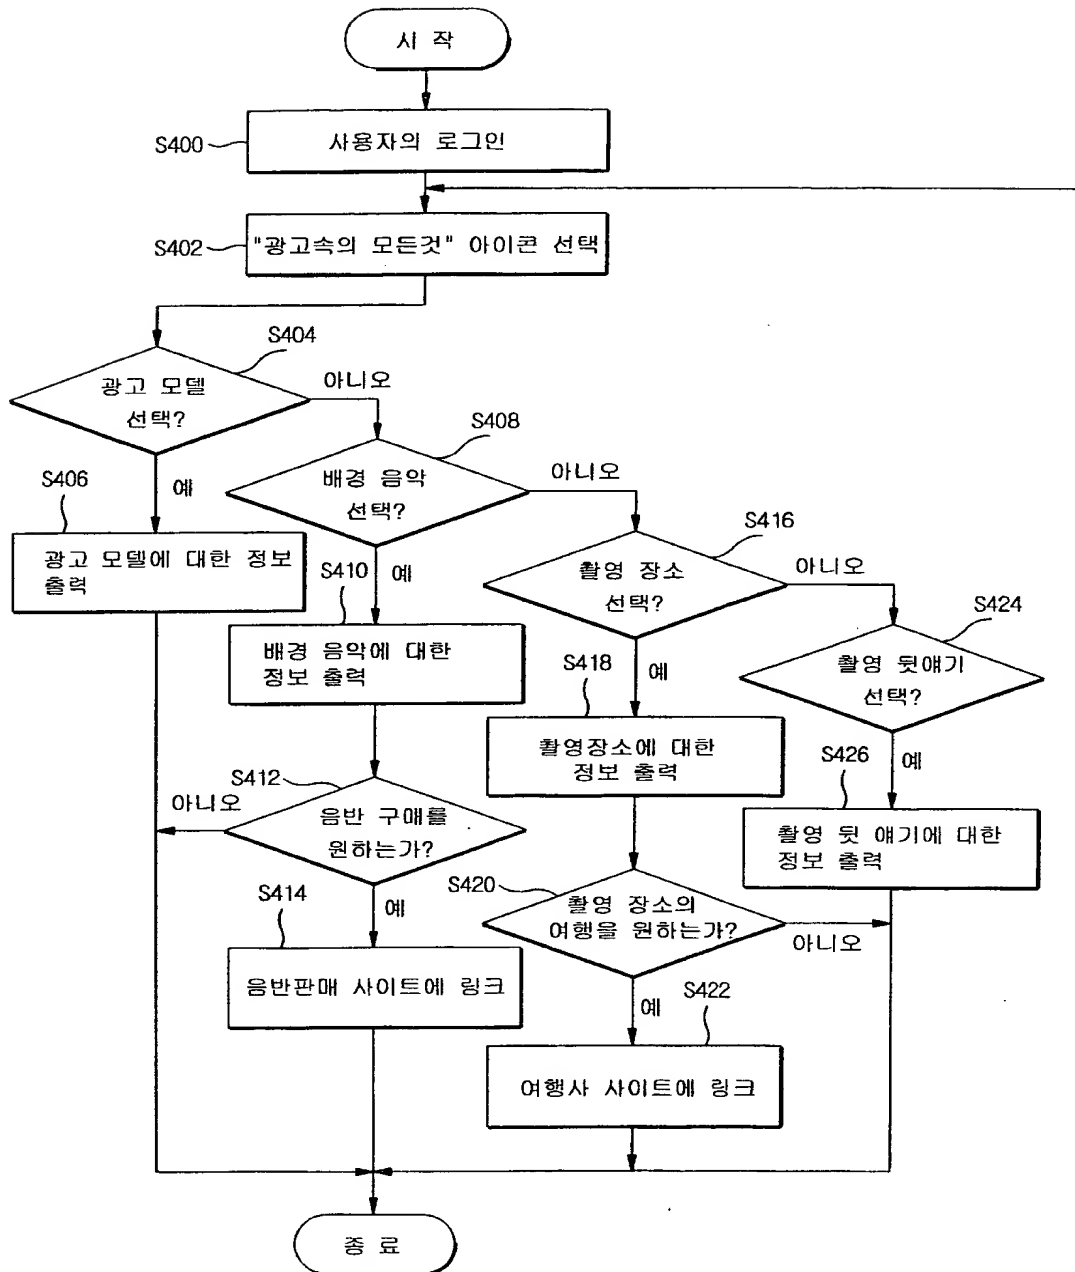 시 작
S400
사용자의 로그인
S402
"광고속의 모든것" 아이콘 선택
S404
광고 모델
선택?
아니오
S408
배경 음악
선택?
아니오
S406
예
광고 모델에 대한 정보
출력
S416
촬영 장소
선택?
아니오
S410
예
배경 음악에 대한
정보 출력
S424
촬영 뒷얘기
선택?
S418
예
촬영장소에 대한
정보 출력
S426
예
촬영 뒷 얘기에 대한
정보 출력
S412
아니오
음반 구매를
원하는가?
S420
촬영 장소의
여행을 원하는가?
아니오
S414
예
음반판매 사이트에 링크
S422
예
여행사 사이트에 링크
종 료